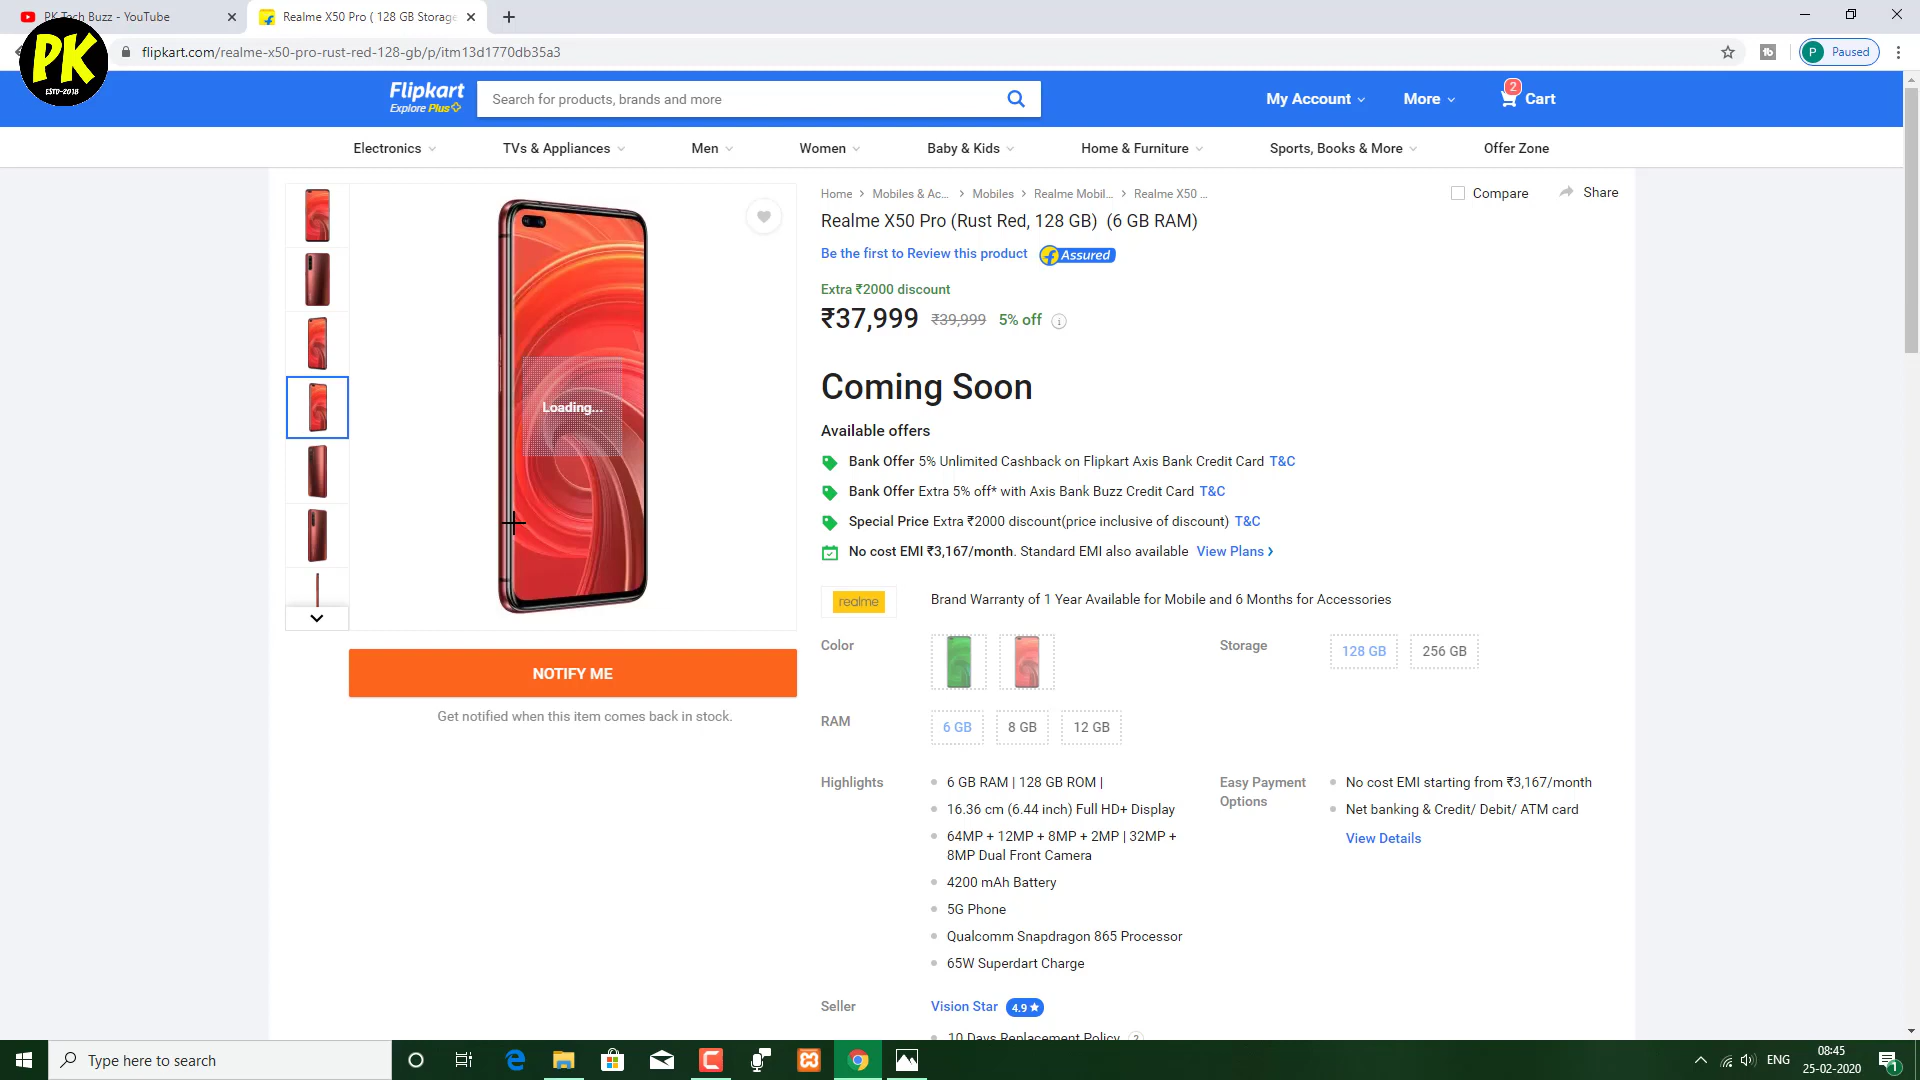 PK Tech Buzz - YouTube
Realme X50 Pro ( 128 GB Storage
PK
ESTD-2018
flipkart.com/realme-x50-pro-rust-red-128-gb/p/itm13d1770db35a3
P Paused
Flipkart
Explore Plus
Search for products, brands and more
My Account
More
2
Cart
Electronics
TVs & Appliances
Men
Women
Baby & Kids
Home & Furniture
Sports, Books & More
Offer Zone
Home > Mobiles & Ac... > Mobiles > Realme Mobil... > Realme X50 ...
Compare
Share
Realme X50 Pro (Rust Red, 128 GB) (6 GB RAM)
Be the first to Review this product
Assured
Extra ₹2000 discount
₹37,999 ₹39,999 5% off
Coming Soon
Loading...
Available offers
Bank Offer 5% Unlimited Cashback on Flipkart Axis Bank Credit Card T&C
Bank Offer Extra 5% off* with Axis Bank Buzz Credit Card T&C
Special Price Extra ₹2000 discount(price inclusive of discount) T&C
No cost EMI ₹3,167/month. Standard EMI also available View Plans >
realme
Brand Warranty of 1 Year Available for Mobile and 6 Months for Accessories
NOTIFY ME
Get notified when this item comes back in stock.
Color
Storage
128 GB
256 GB
RAM
6 GB
8 GB
12 GB
Highlights
6 GB RAM | 128 GB ROM |
16.36 cm (6.44 inch) Full HD+ Display
64MP + 12MP + 8MP + 2MP | 32MP +
8MP Dual Front Camera
4200 mAh Battery
5G Phone
Qualcomm Snapdragon 865 Processor
65W Superdart Charge
Easy Payment
Options
No cost EMI starting from ₹3,167/month
Net banking & Credit/ Debit/ ATM card
View Details
Seller
Vision Star 4.9 ★
10 Days Replacement Policy ?
Type here to search
ENG
08:45
25-02-2020
1